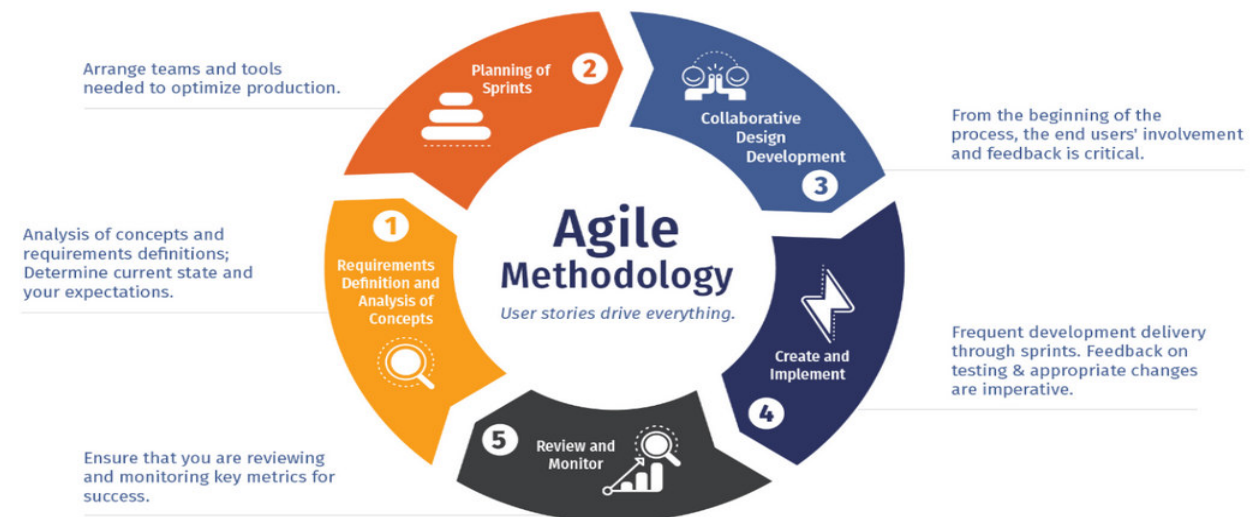 Agile
Methodology
User stories drive everything.
1
Requirements
Definition and
Analysis of
Concepts
Analysis of concepts and
requirements definitions;
Determine current state and
your expectations.
2
Planning of
Sprints
Arrange teams and tools
needed to optimize production.
Collaborative
Design
Development
3
From the beginning of the
process, the end users' involvement
and feedback is critical.
Create and
Implement
4
Frequent development delivery
through sprints. Feedback on
testing & appropriate changes
are imperative.
5
Review and
Monitor
Ensure that you are reviewing
and monitoring key metrics for
success.